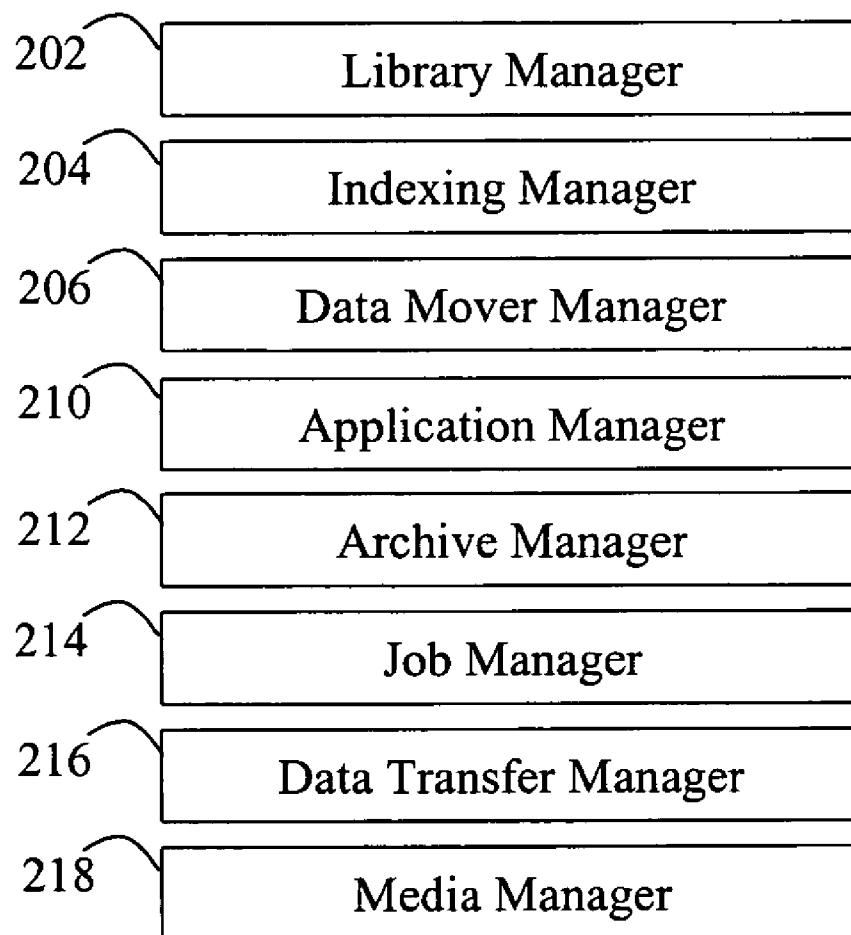 202 Library Manager
204 Indexing Manager
206 Data Mover Manager
210 Application Manager
212 Archive Manager
214 Job Manager
216 Data Transfer Manager
218 Media Manager